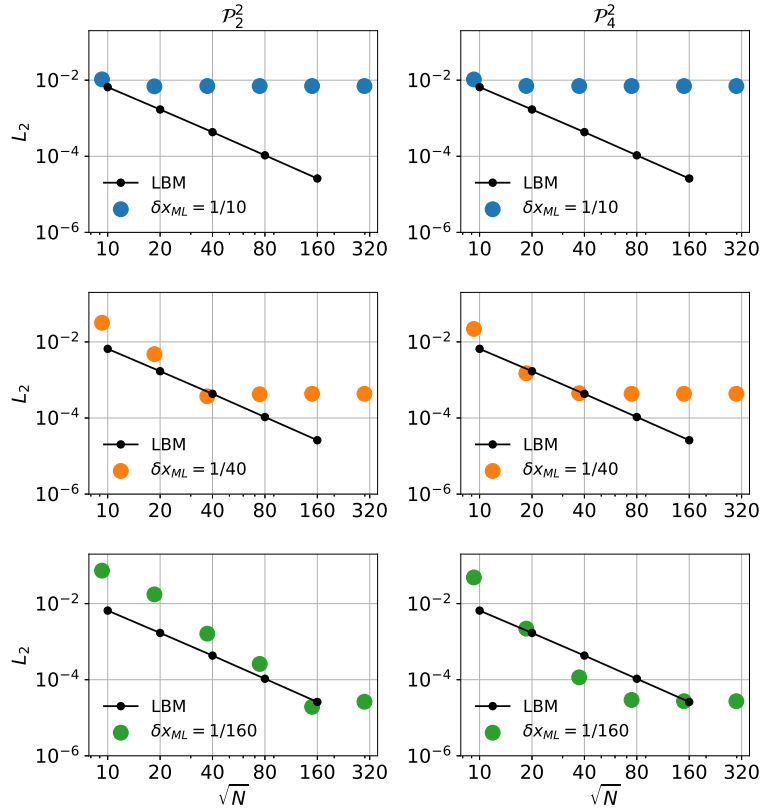 𝒫₂² 𝒫₄²
10⁻² 10⁻²
L₂
10⁻⁴ 10⁻⁴
LBM LBM
δx_ML = 1/10 δx_ML = 1/10
10⁻⁶ 10⁻⁶
10 20 40 80 160 320 10 20 40 80 160 320
10⁻² 10⁻²
L₂
10⁻⁴ 10⁻⁴
LBM LBM
δx_ML = 1/40 δx_ML = 1/40
10⁻⁶ 10⁻⁶
10 20 40 80 160 320 10 20 40 80 160 320
10⁻² 10⁻²
L₂
10⁻⁴ 10⁻⁴
LBM LBM
δx_ML = 1/160 δx_ML = 1/160
10⁻⁶ 10⁻⁶
10 20 40 80 160 320 10 20 40 80 160 320
√N √N